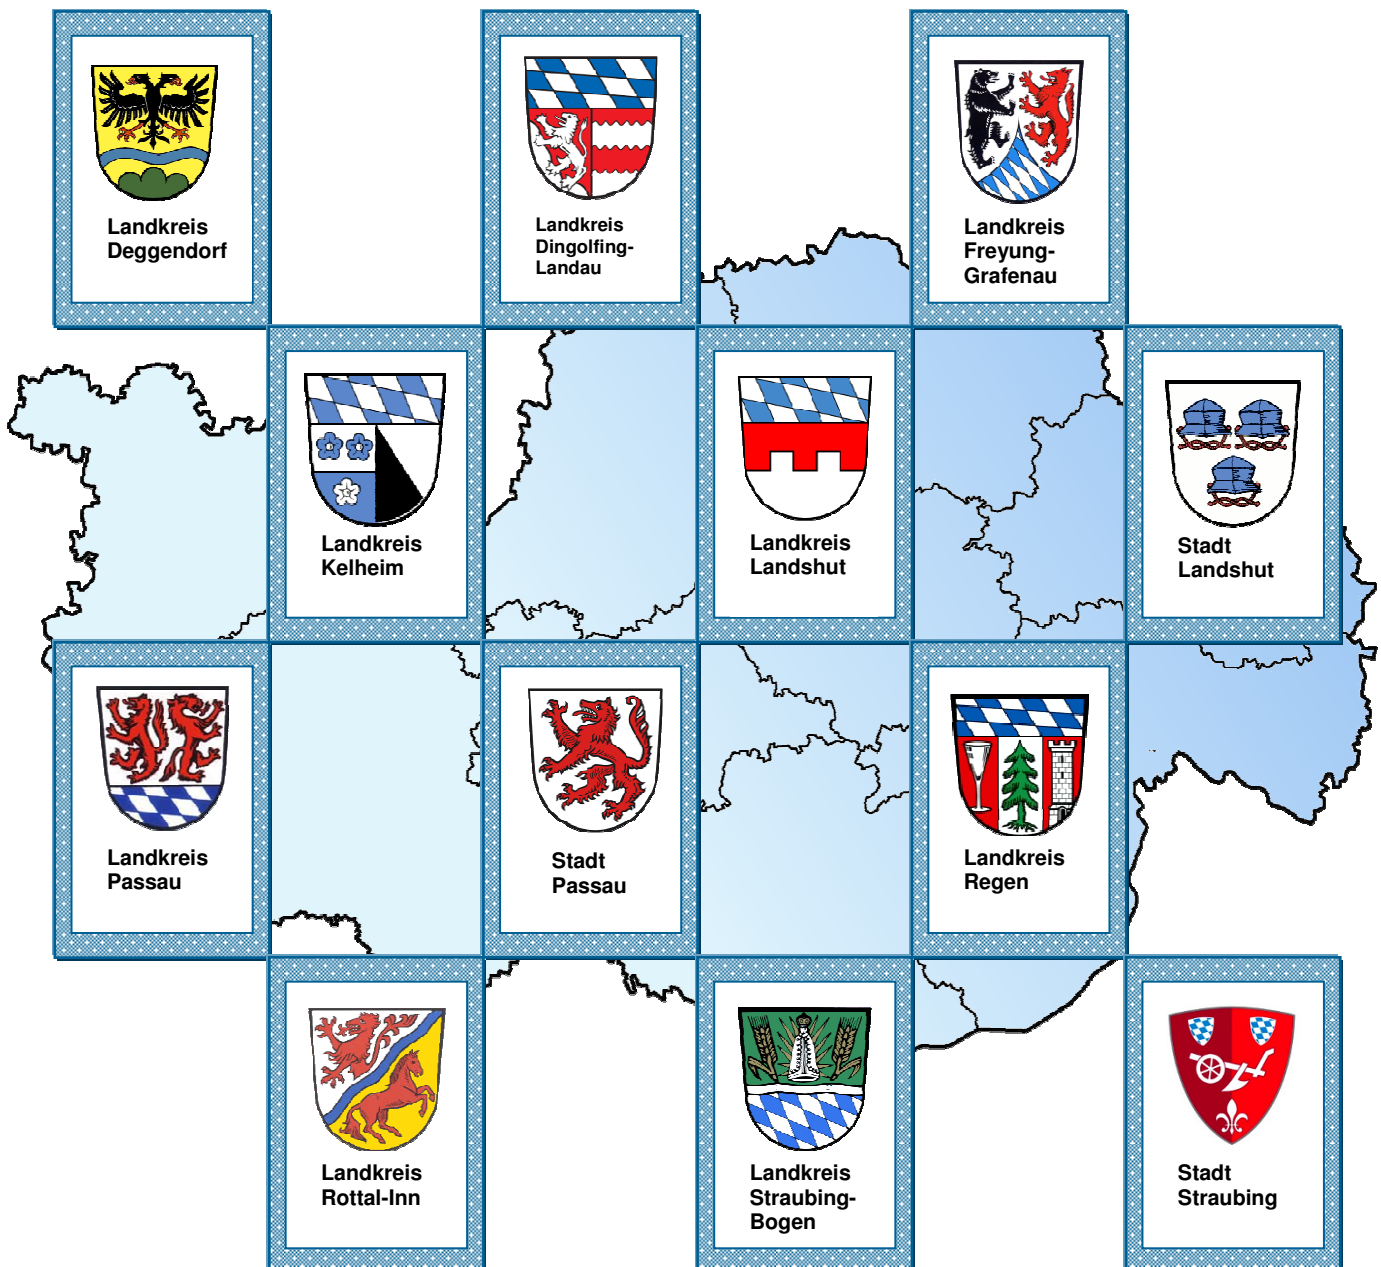 Landkreis
Deggendorf
Landkreis
Dingolfing-
Landau
Landkreis
Freyung-
Grafenau
Landkreis
Kelheim
Landkreis
Landshut
Stadt
Landshut
Landkreis
Passau
Stadt
Passau
Landkreis
Regen
Landkreis
Rottal-Inn
Landkreis
Straubing-
Bogen
Stadt
Straubing